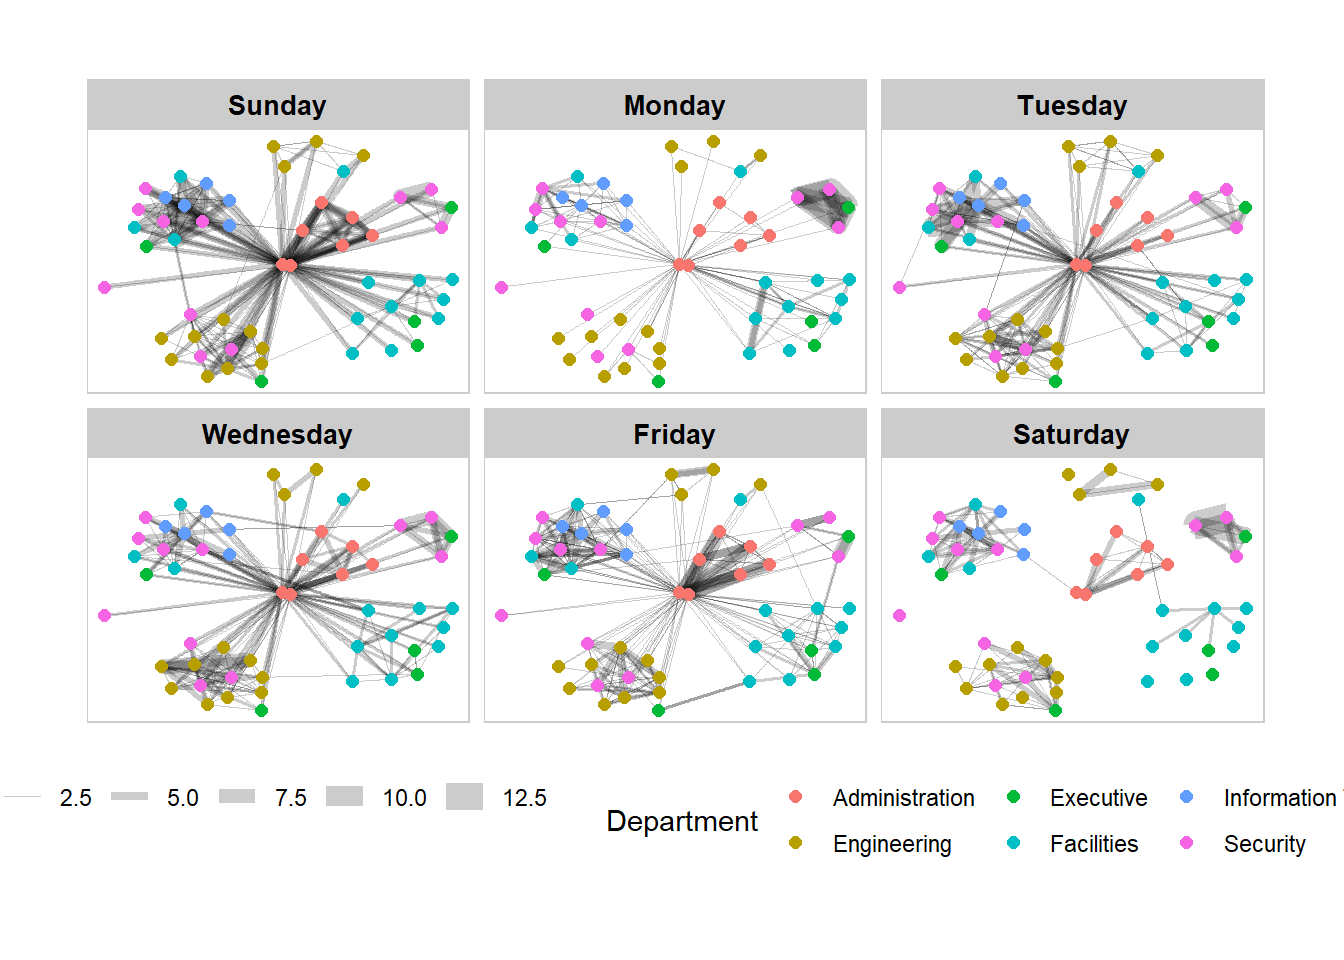 Sunday Monday Tuesday
Wednesday Friday Saturday
2.5 5.0 7.5 10.0 12.5
Department
Administration Executive Information
Engineering Facilities Security